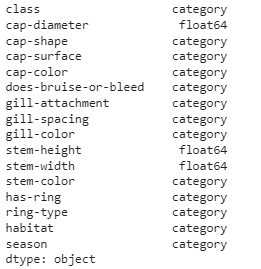 class category
cap-diameter float64
cap-shape category
cap-surface category
cap-color category
does-bruise-or-bleed category
gill-attachment category
gill-spacing category
gill-color category
stem-height float64
stem-width float64
stem-color category
has-ring category
ring-type category
habitat category
season category
dtype: object